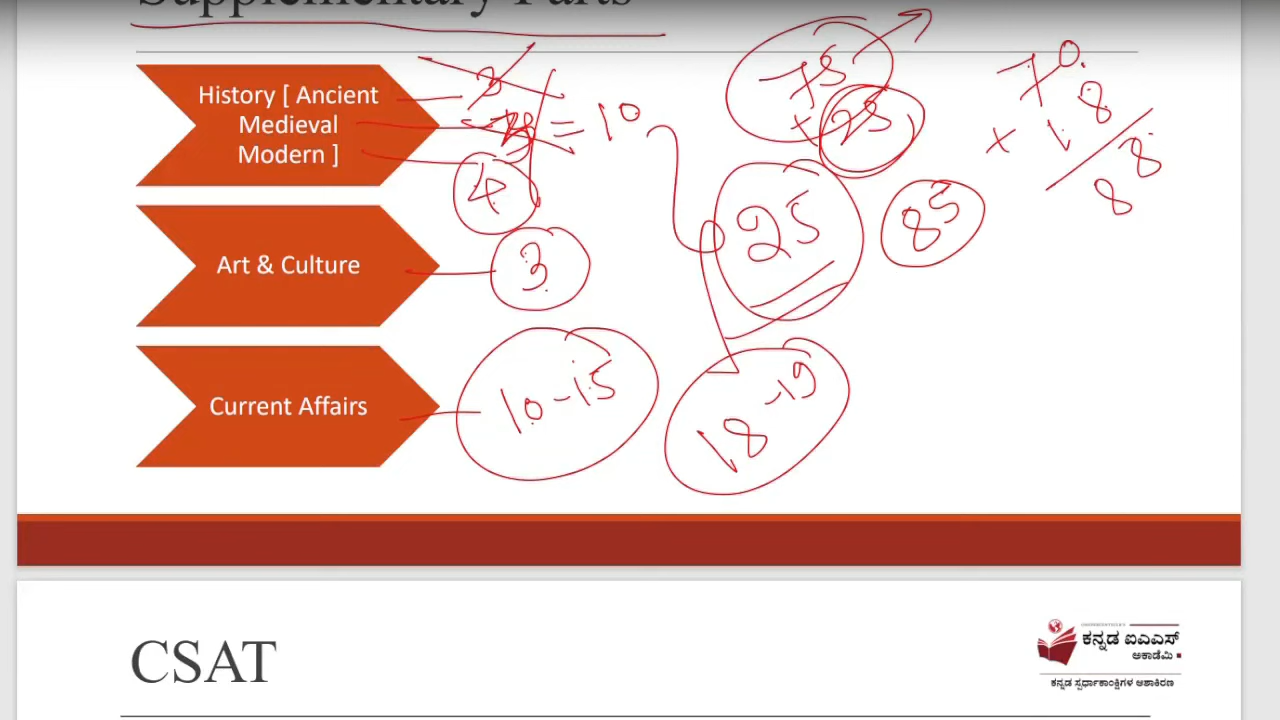 Supplementary Parts
History [ Ancient
Medieval
Modern ]
3
= 10
4
75
+ 25
70
+ 18
88
Art & Culture
3
25
85
Current Affairs
10-15
18-19
CSAT
ಕನ್ನಡ ಐಎಎಸ್
ಅಕಾಡೆಮಿ
ಕನ್ನಡ ಸ್ಪರ್ಧಾಕಾಂಕ್ಷಿಗಳ ಆಶಾಕಿರಣ